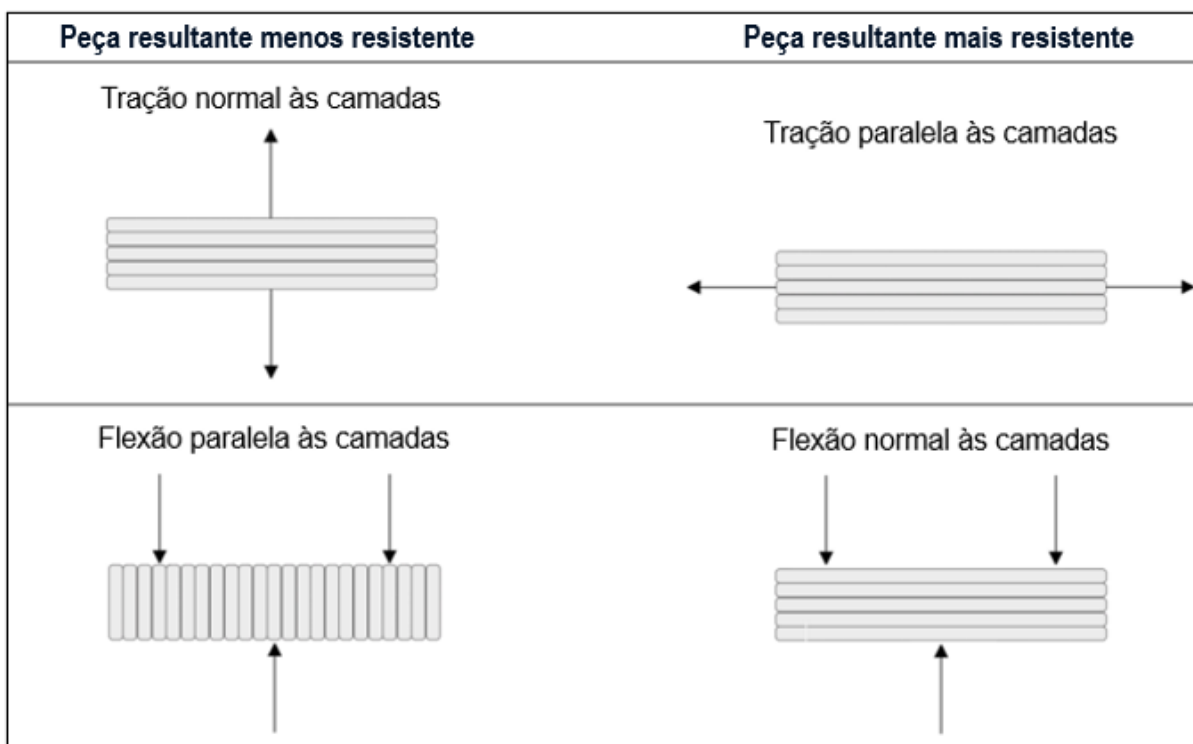 Peça resultante menos resistente
Peça resultante mais resistente
Tração normal às camadas
Tração paralela às camadas
Flexão paralela às camadas
Flexão normal às camadas